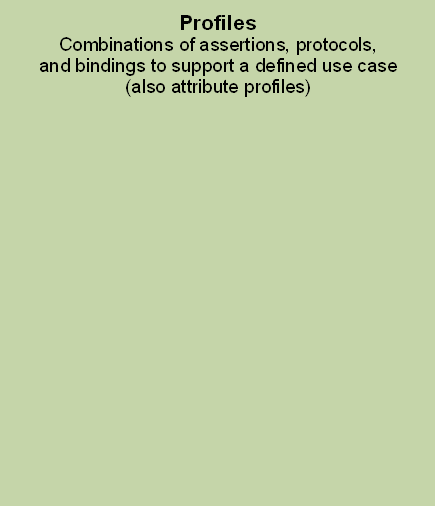 Profiles
Combinations of assertions, protocols,
and bindings to support a defined use case
(also attribute profiles)